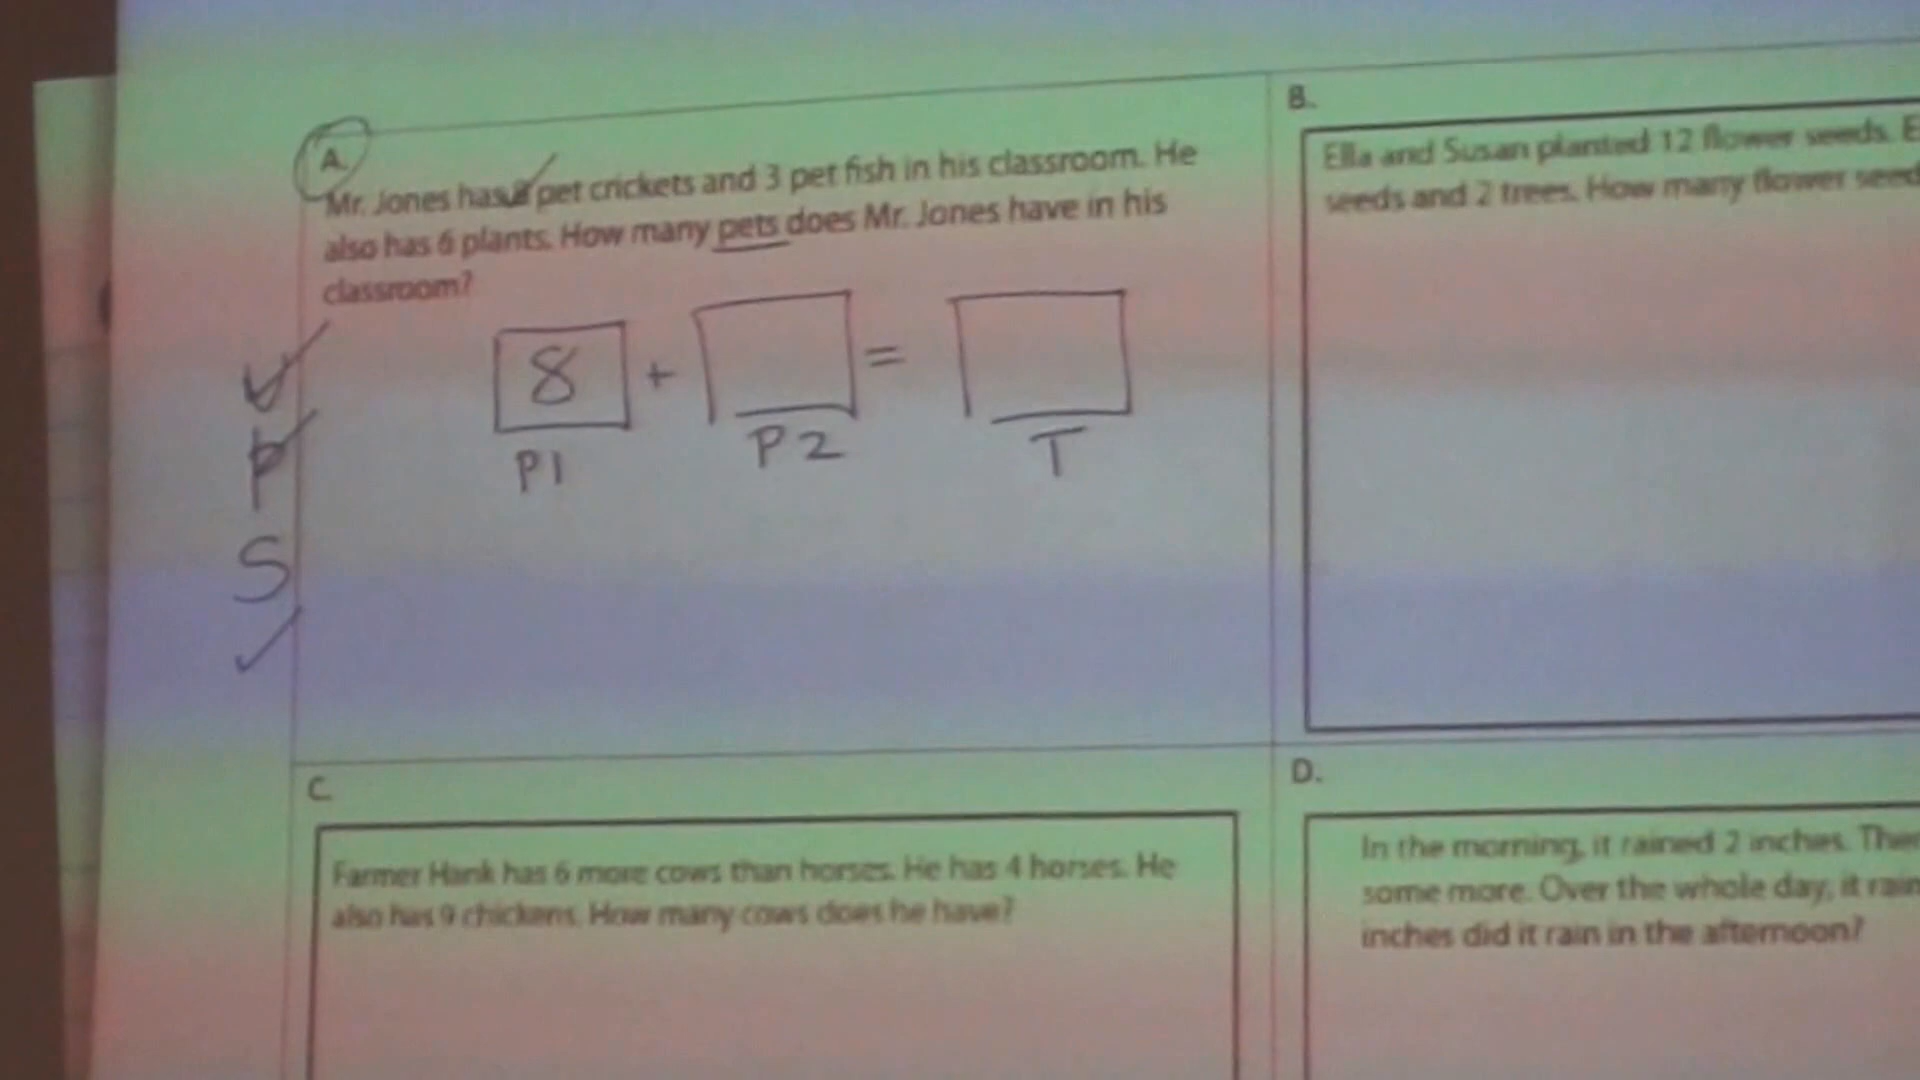 A.
Mr. Jones has pet crickets and 3 pet fish in his classroom. He
also has 6 plants. How many pets does Mr. Jones have in his
classroom?
8 + =
P1 P2 T
P
S
B.
Ella and Susan planted 12 flower seeds. E
seeds and 2 trees. How many flower seed
C.
Farmer Hank has 6 more cows than horses. He has 4 horses. He
also has 9 chickens. How many cows does he have?
D.
In the morning, it rained 2 inches. Then
some more. Over the whole day, it rain
inches did it rain in the afternoon?